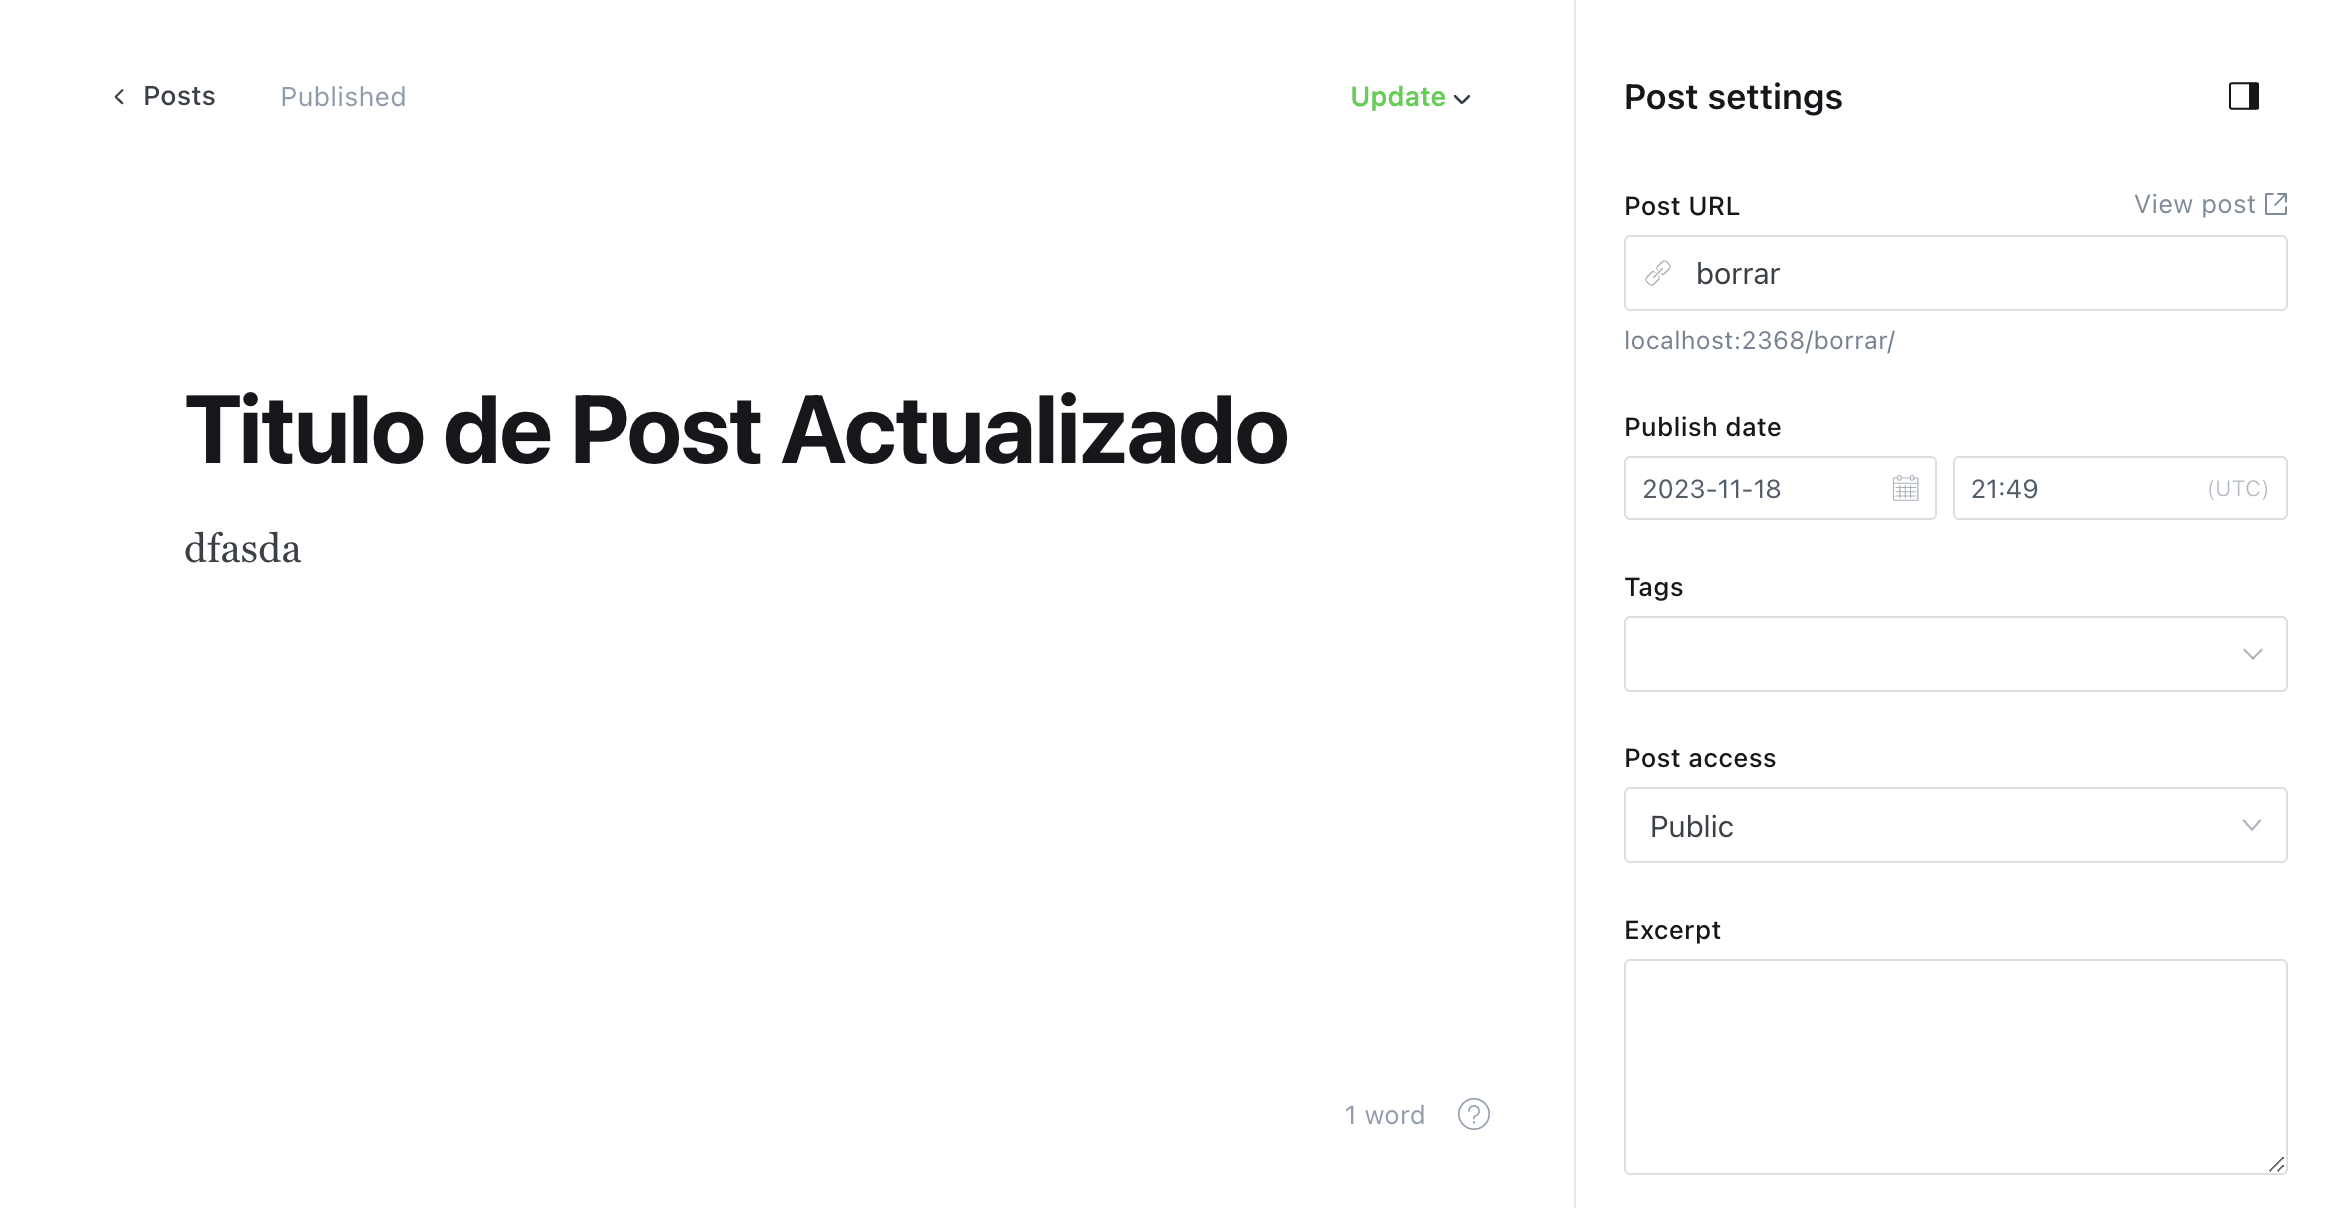 Posts
Published
Update
Titulo de Post Actualizado
dfasda
1 word
?
Post settings
Post URL
View post
borrar
localhost:2368/borrar/
Publish date
2023-11-18
21:49
(UTC)
Tags
Post access
Public
Excerpt